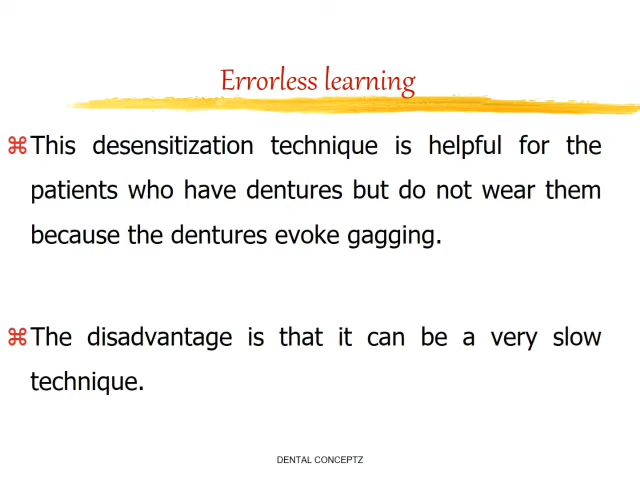 Errorless learning
⌘This desensitization technique is helpful for the
patients who have dentures but do not wear them
because the dentures evoke gagging.
⌘The disadvantage is that it can be a very slow
technique.
DENTAL CONCEPTZ